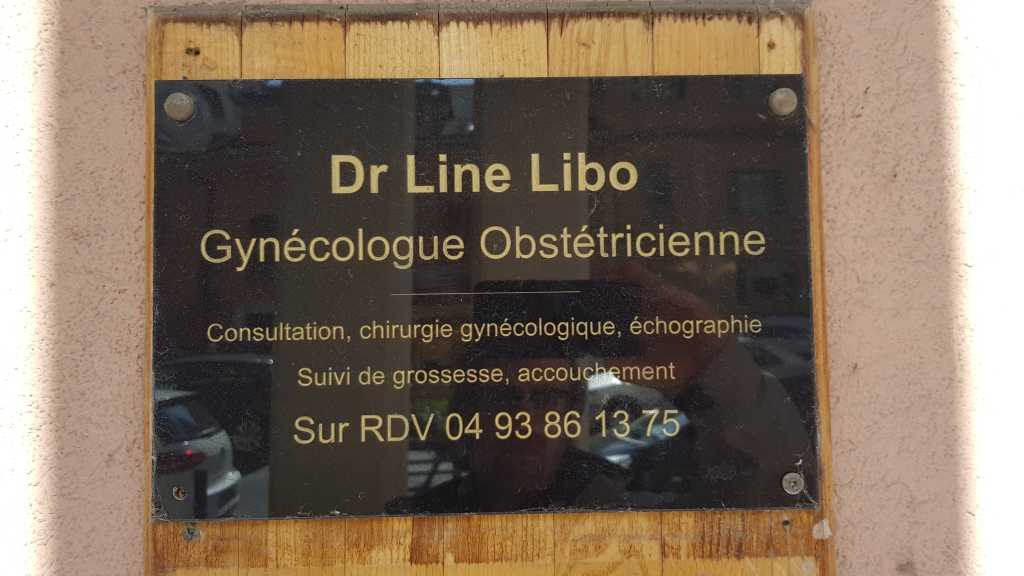 Dr Line Libo
Gynécologue Obstétricienne
Consultation, chirurgie gynécologique, échographie
Suivi de grossesse, accouchement
Sur RDV 04 93 86 13 75